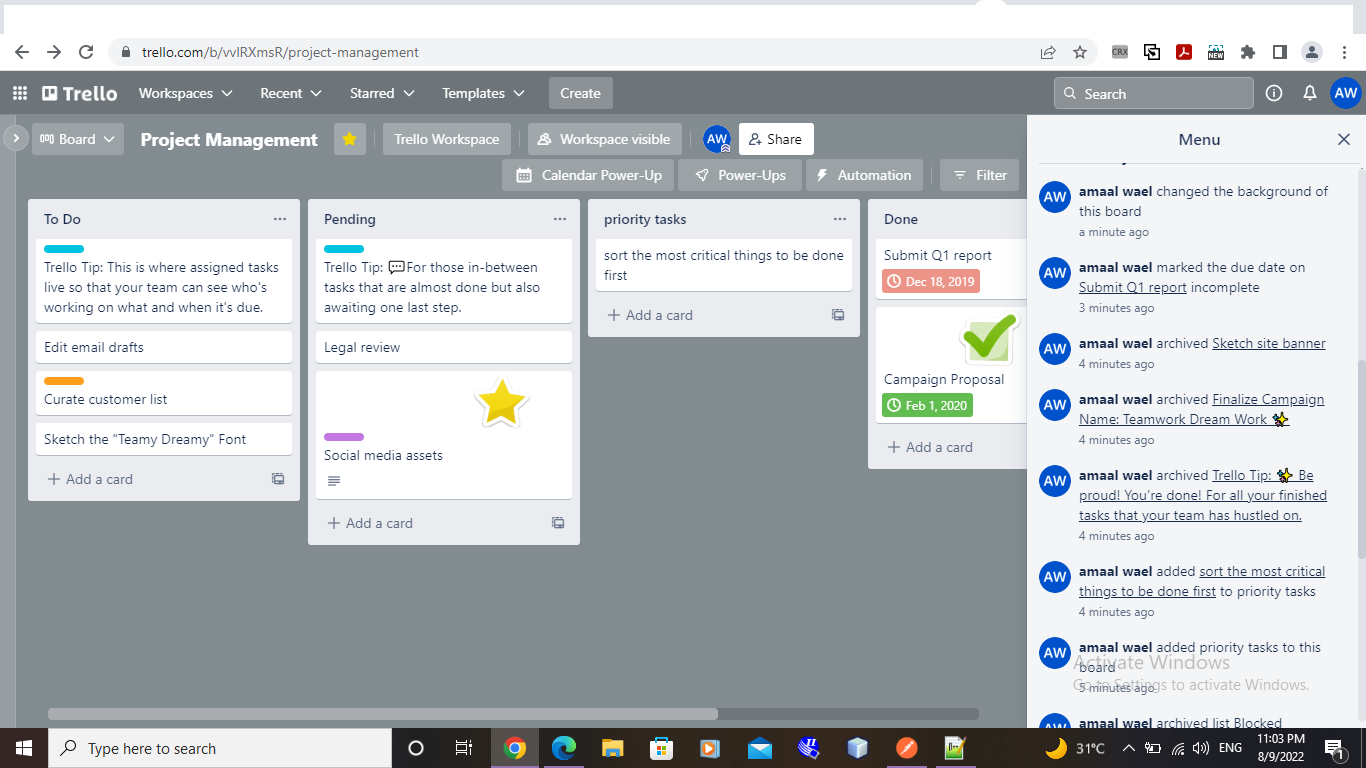 trello.com/b/vvlRXmsR/project-management
CRX
NEW
Trello
Workspaces
Recent
Starred
Templates
Create
Search
AW
Board
Project Management
Trello Workspace
Workspace visible
AW
Share
Calendar Power-Up
Power-Ups
Automation
Filter
To Do
Trello Tip: This is where assigned tasks
live so that your team can see who's
working on what and when it's due.
Edit email drafts
Curate customer list
Sketch the "Teamy Dreamy" Font
+ Add a card
Pending
Trello Tip: 💬For those in-between
tasks that are almost done but also
awaiting one last step.
Legal review
Social media assets
+ Add a card
priority tasks
sort the most critical things to be done
first
+ Add a card
Done
Submit Q1 report
Dec 18, 2019
Campaign Proposal
Feb 1, 2020
+ Add a card
Menu
AW
amaal wael changed the background of
this board
a minute ago
AW
amaal wael marked the due date on
Submit Q1 report incomplete
3 minutes ago
AW
amaal wael archived Sketch site banner
4 minutes ago
AW
amaal wael archived Finalize Campaign
Name: Teamwork Dream Work ✨
4 minutes ago
AW
amaal wael archived Trello Tip: ✨ Be
proud! You're done! For all your finished
tasks that your team has hustled on.
4 minutes ago
AW
amaal wael added sort the most critical
things to be done first to priority tasks
4 minutes ago
AW
amaal wael added priority tasks to this
board
5 minutes ago
AW
amaal wael archived list Blocked
Activate Windows
Go to Settings to activate Windows.
Type here to search
31°C
ENG
11:03 PM
8/9/2022
1